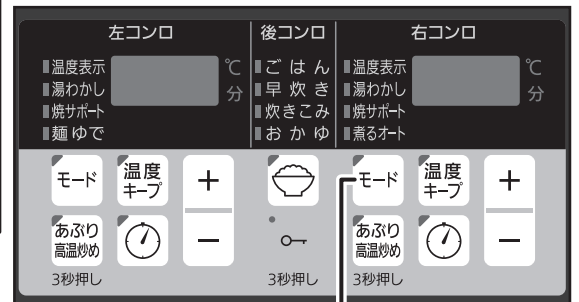 左コンロ
温度表示
湯わかし
焼サポート
麺ゆで
℃
分
後コンロ
ごはん
早炊き
炊きこみ
おかゆ
右コンロ
温度表示
湯わかし
焼サポート
煮るオート
℃
分
モード
温度
キープ
+
あぶり
高温炒め
−
3秒押し
3秒押し
モード
温度
キープ
+
あぶり
高温炒め
−
3秒押し